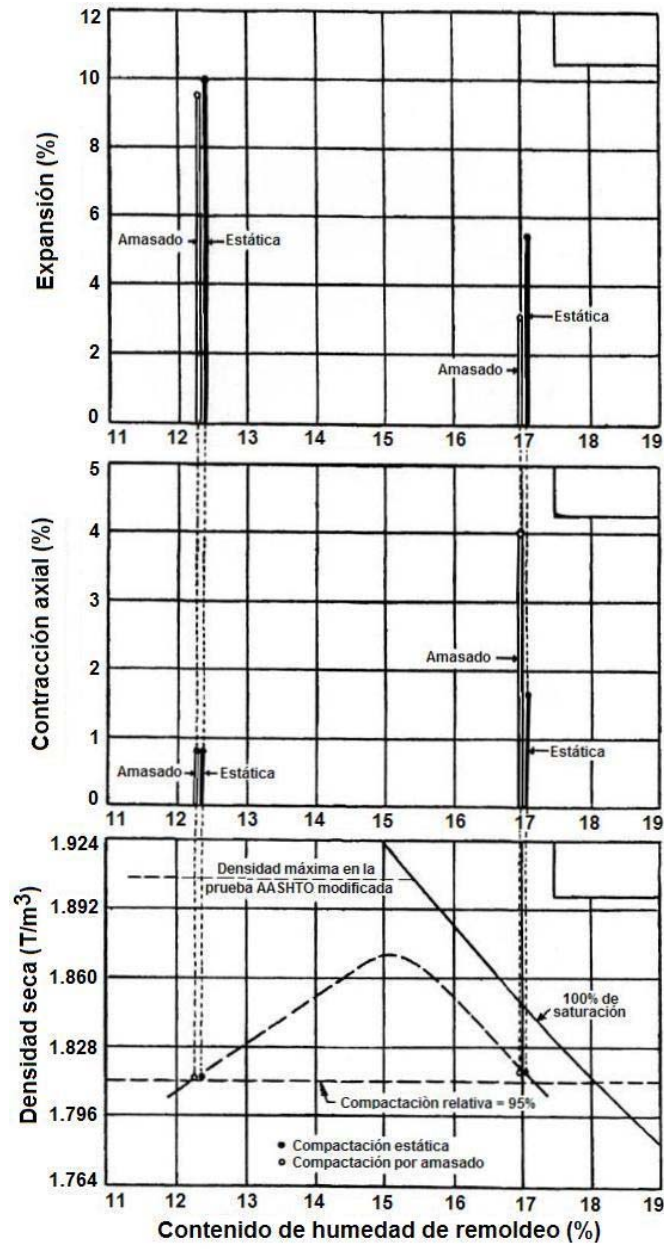 12
10
8
6
4
2
0
Expansión (%)
Amasado
Estática
Estática
Amasado
11 12 13 14 15 16 17 18 19
5
4
3
2
1
0
Contracción axial (%)
Amasado
Amasado
Estática
Estática
11 12 13 14 15 16 17 18 19
1.924
1.892
1.860
1.828
1.796
1.764
Densidad seca (T/m³)
Densidad máxima en la
prueba AASHTO modificada
100% de
saturación
Compactaciòn relativa = 95%
Compactación estática
Compactación por amasado
11 12 13 14 15 16 17 18 19
Contenido de humedad de remoldeo (%)